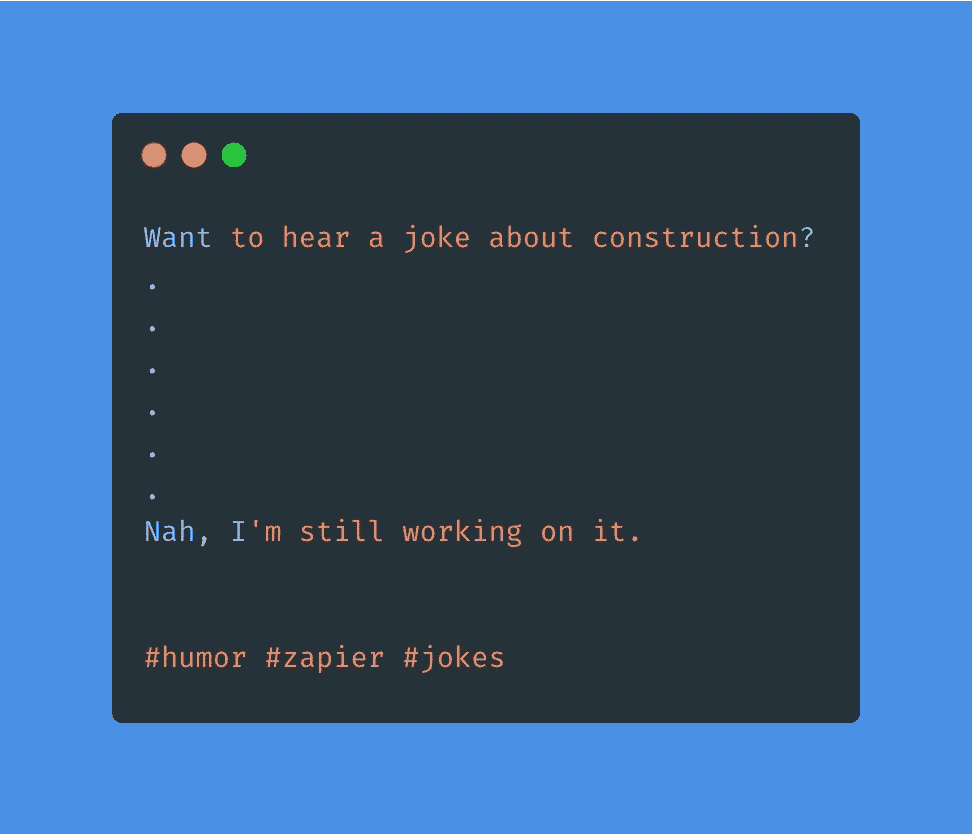 Want to hear a joke about construction?
.
.
.
.
.
.
Nah, I'm still working on it.
#humor #zapier #jokes